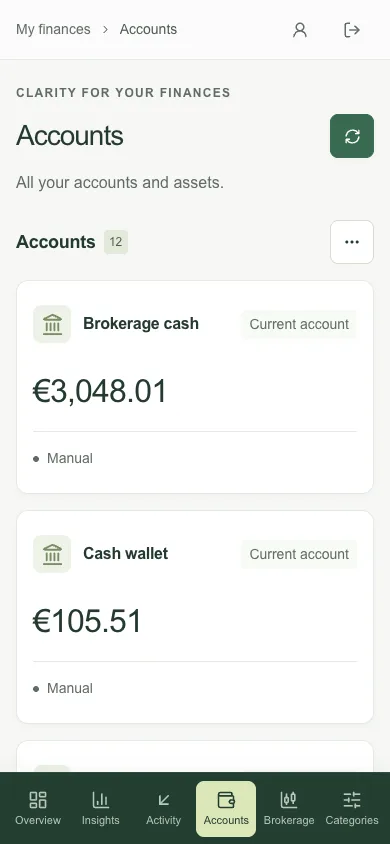 My finances > Accounts
CLARITY FOR YOUR FINANCES
Accounts
All your accounts and assets.
Accounts 12
Brokerage cash Current account
€3,048.01
Manual
Cash wallet Current account
€105.51
Manual
Overview Insights Activity Accounts Brokerage Categories